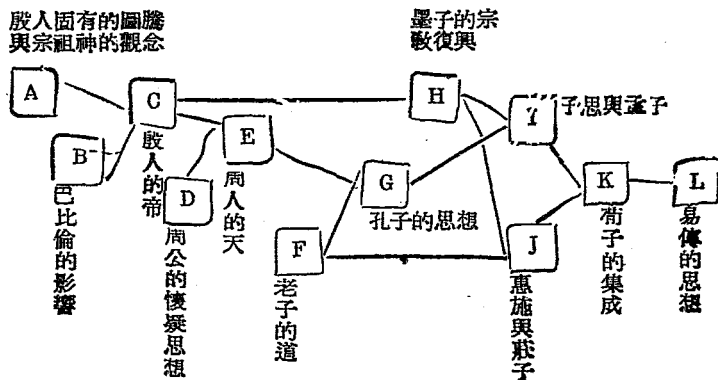 殷人固有的圖騰
與宗祖神的觀念
墨子的宗
教復興
A
B
C
D
E
F
G
H
子思與孟子
J
K
L
巴比倫的影響
殷人的帝
周公的懷疑思想
周人的天
老子的道
孔子的思想
惠施與莊子
荀子的集成
易傳的思想